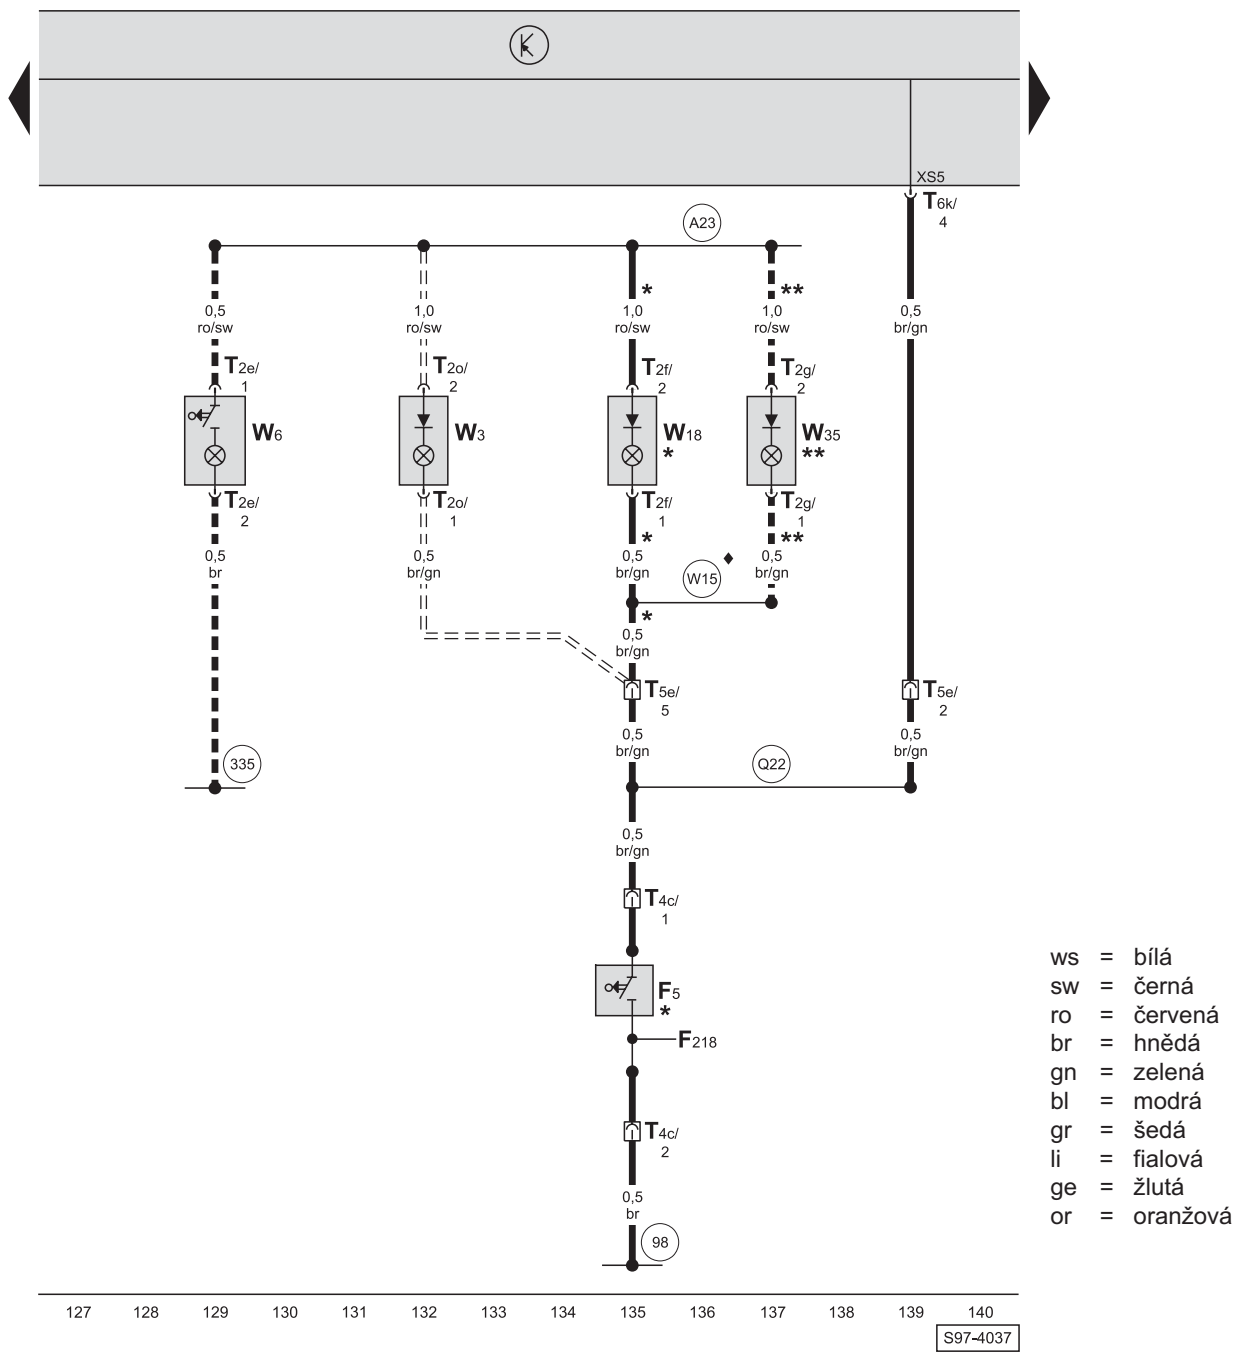 XS5
T6k/
4
A23
*
**
0,5
ro/sw
1,0
ro/sw
1,0
ro/sw
1,0
ro/sw
0,5
br/gn
T2e/
1
T2o/
2
T2f/
2
T2g/
2
W6
W3
W18
*
W35
**
T2e/
2
T2o/
1
T2f/
1
*
T2g/
1
**
0,5
br
0,5
br/gn
0,5
br/gn
W15
0,5
br/gn
*
0,5
br/gn
T5e/
5
T5e/
2
0,5
br/gn
0,5
br/gn
335
Q22
0,5
br/gn
T4c/
1
F5
*
F218
T4c/
2
0,5
br
98
ws = bílá
sw = černá
ro = červená
br = hnědá
gn = zelená
bl = modrá
gr = šedá
li = fialová
ge = žlutá
or = oranžová
127 128 129 130 131 132 133 134 135 136 137 138 139 140
S97-4037